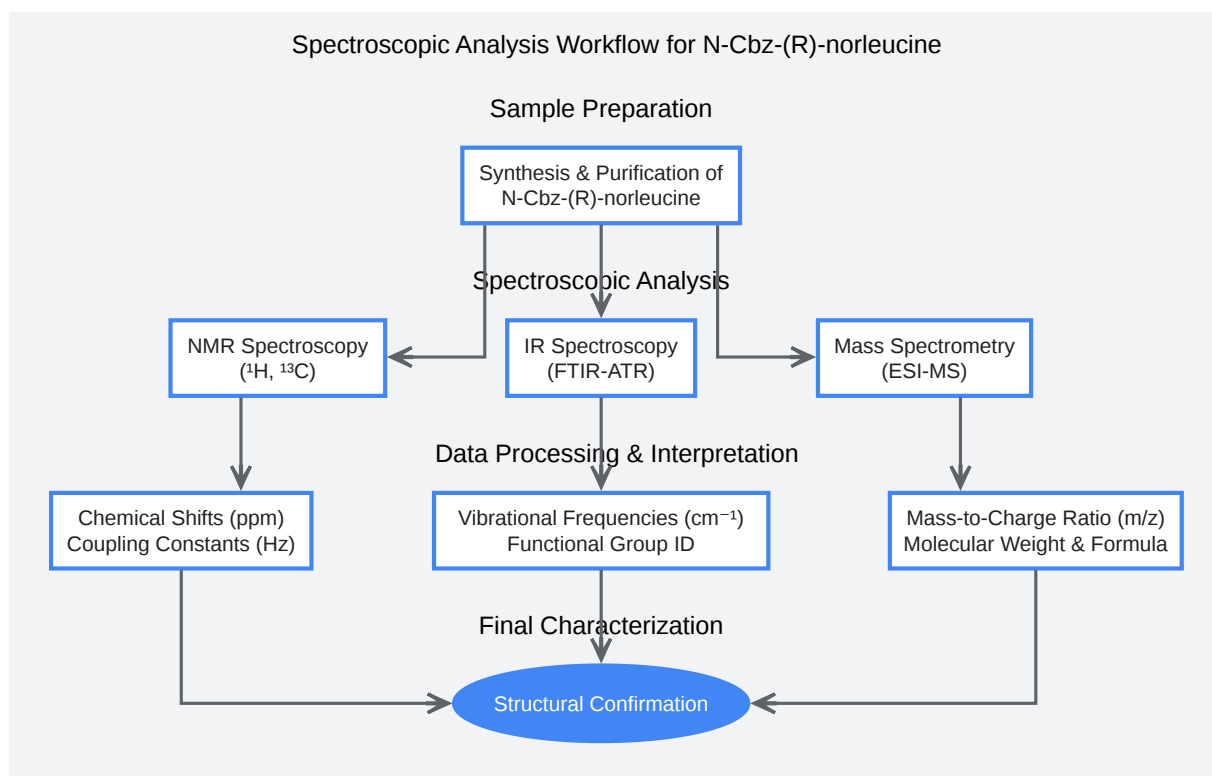 Spectroscopic Analysis Workflow for N-Cbz-(R)-norleucine
Sample Preparation
Synthesis & Purification of
N-Cbz-(R)-norleucine
Spectroscopic Analysis
NMR Spectroscopy
(¹H, ¹³C)
IR Spectroscopy
(FTIR-ATR)
Mass Spectrometry
(ESI-MS)
Data Processing & Interpretation
Chemical Shifts (ppm)
Coupling Constants (Hz)
Vibrational Frequencies (cm⁻¹)
Functional Group ID
Mass-to-Charge Ratio (m/z)
Molecular Weight & Formula
Final Characterization
Structural Confirmation